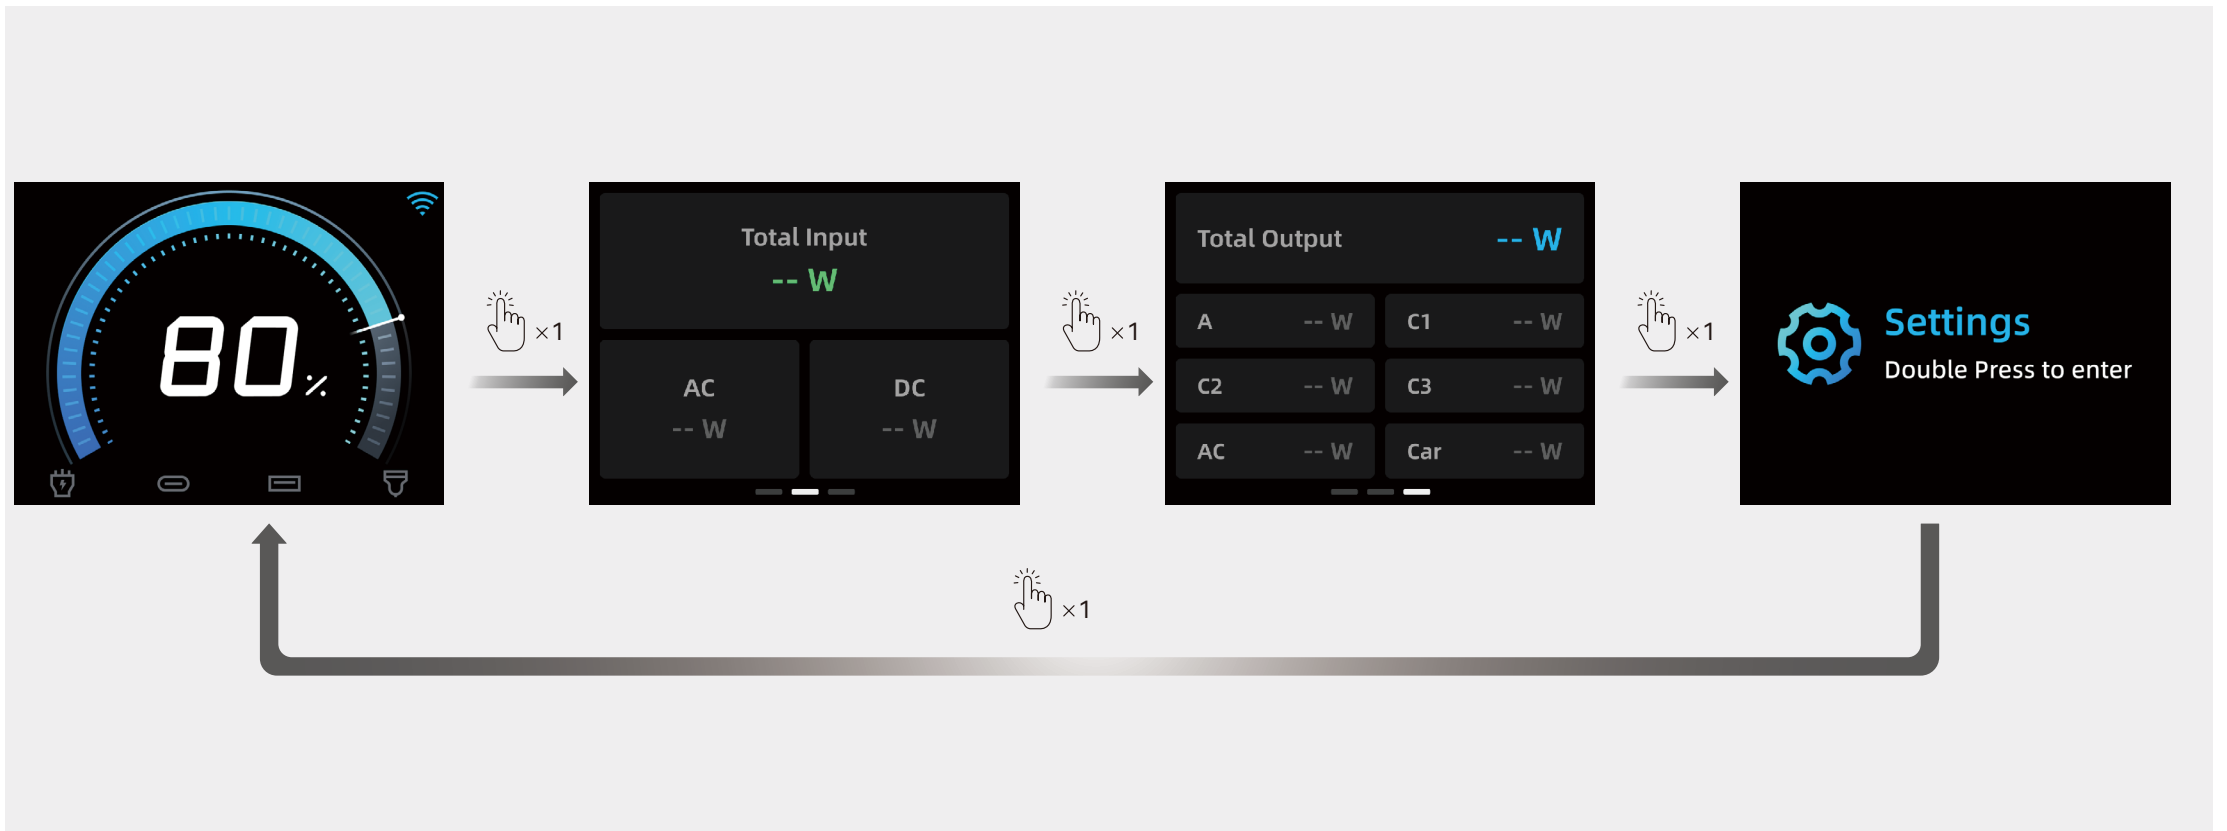 80%
×1
Total Input
-- W
AC
-- W
DC
-- W
×1
Total Output -- W
A -- W
C1 -- W
C2 -- W
C3 -- W
AC -- W
Car -- W
×1
Settings
Double Press to enter
×1